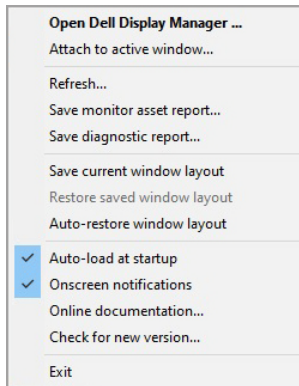 Open Dell Display Manager ...
Attach to active window...
Refresh...
Save monitor asset report...
Save diagnostic report...
Save current window layout
Restore saved window layout
Auto-restore window layout
Auto-load at startup
Onscreen notifications
Online documentation...
Check for new version...
Exit